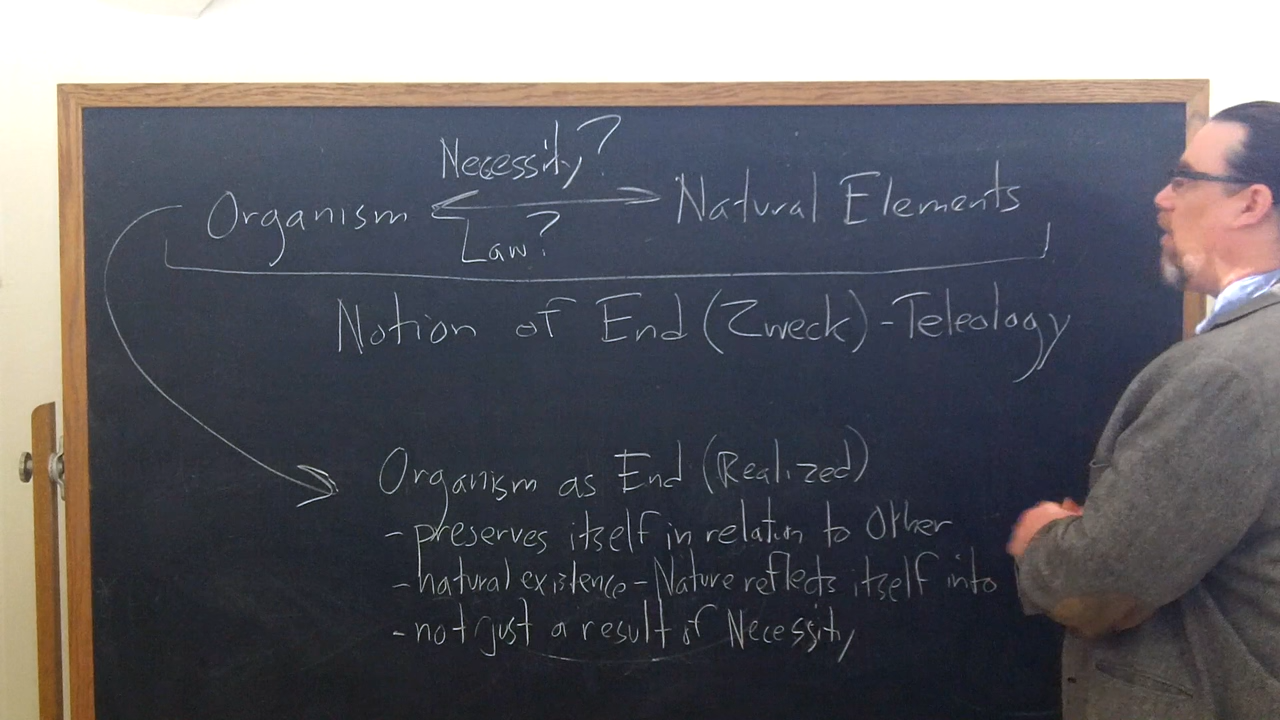 Necessity?
Organism Natural Elements
Law?
Notion of End (Zweck) - Teleology
Organism as End (Realized)
- preserves itself in relation to Other
- natural existence - Nature reflects itself into
- not just a result of Necessity